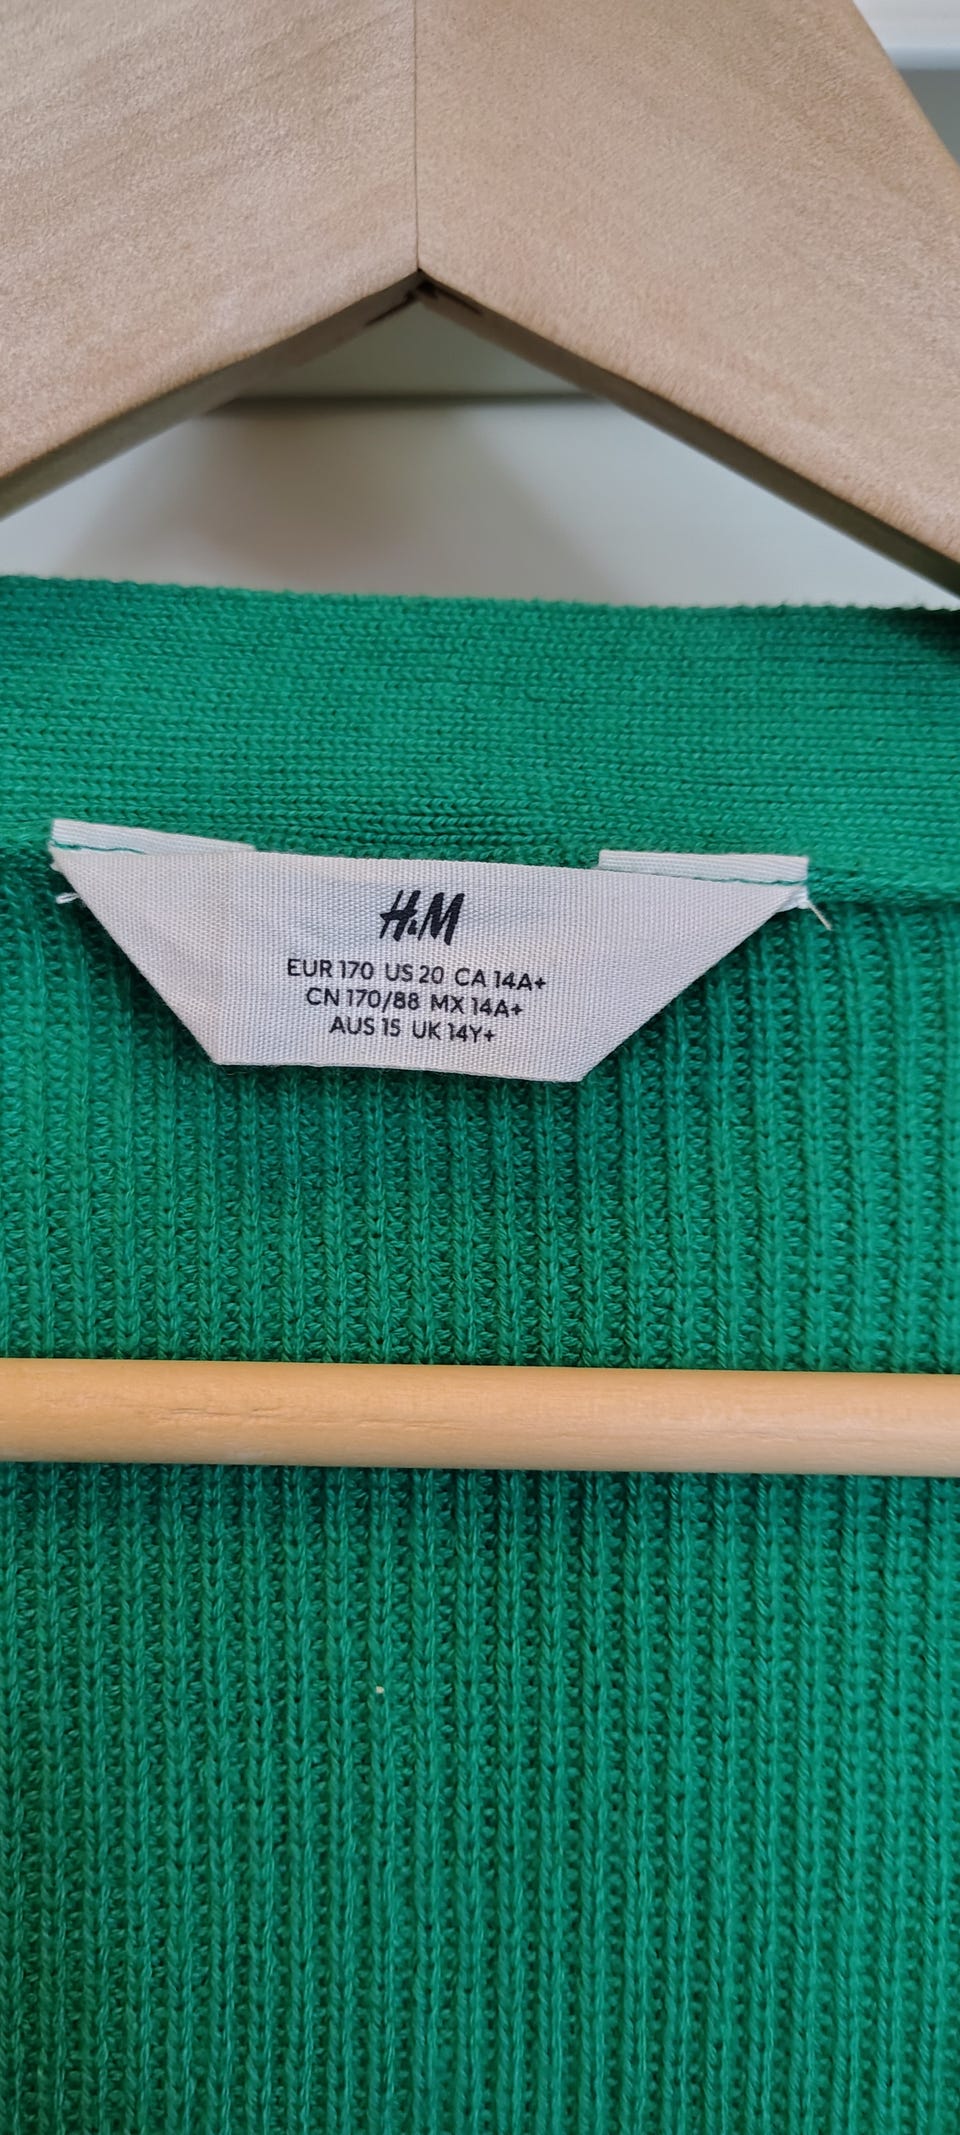 H&M
EUR 170 US 20 CA 14A+
CN 170/88 MX 14A+
AUS 15 UK 14Y+